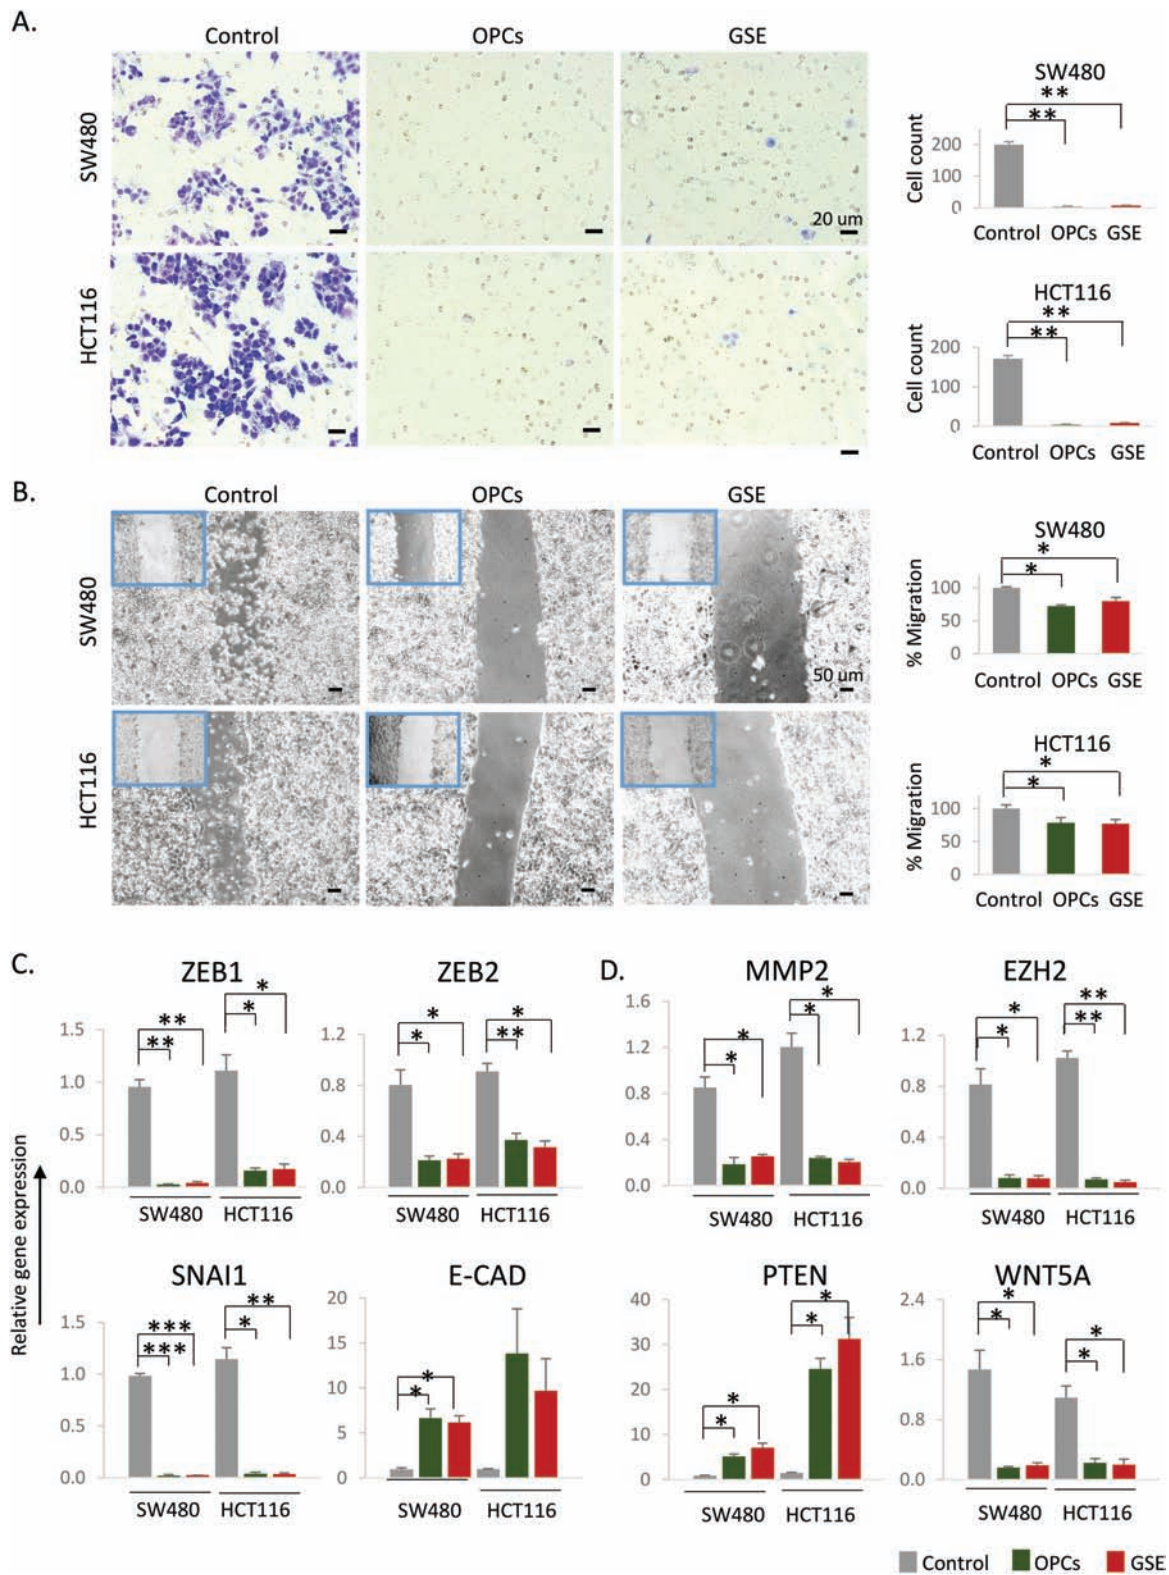 A.
Control OPCs GSE
SW480
20 um
HCT116
SW480
**
**
Cell count
200
100
0
Control OPCs GSE
HCT116
**
**
Cell count
200
100
0
Control OPCs GSE
B.
Control OPCs GSE
SW480
50 um
HCT116
SW480
*
*
% Migration
100
50
0
Control OPCs GSE
HCT116
*
*
% Migration
100
50
0
Control OPCs GSE
C.
Relative gene expression
ZEB1
** *
** *
1.5
1.0
0.5
0.0
SW480 HCT116
ZEB2
* *
* **
1.2
0.8
0.4
0.0
SW480 HCT116
D.
MMP2
* *
* *
1.6
1.2
0.8
0.4
0.0
SW480 HCT116
EZH2
* **
* **
1.2
0.8
0.4
0.0
SW480 HCT116
SNAI1
*** **
*** *
1.5
1.0
0.5
0.0
SW480 HCT116
E-CAD
*
*
20
15
10
5
0
SW480 HCT116
PTEN
* *
* *
40
30
20
10
0
SW480 HCT116
WNT5A
* *
* *
2.4
1.6
0.8
0.0
SW480 HCT116
Control OPCs GSE